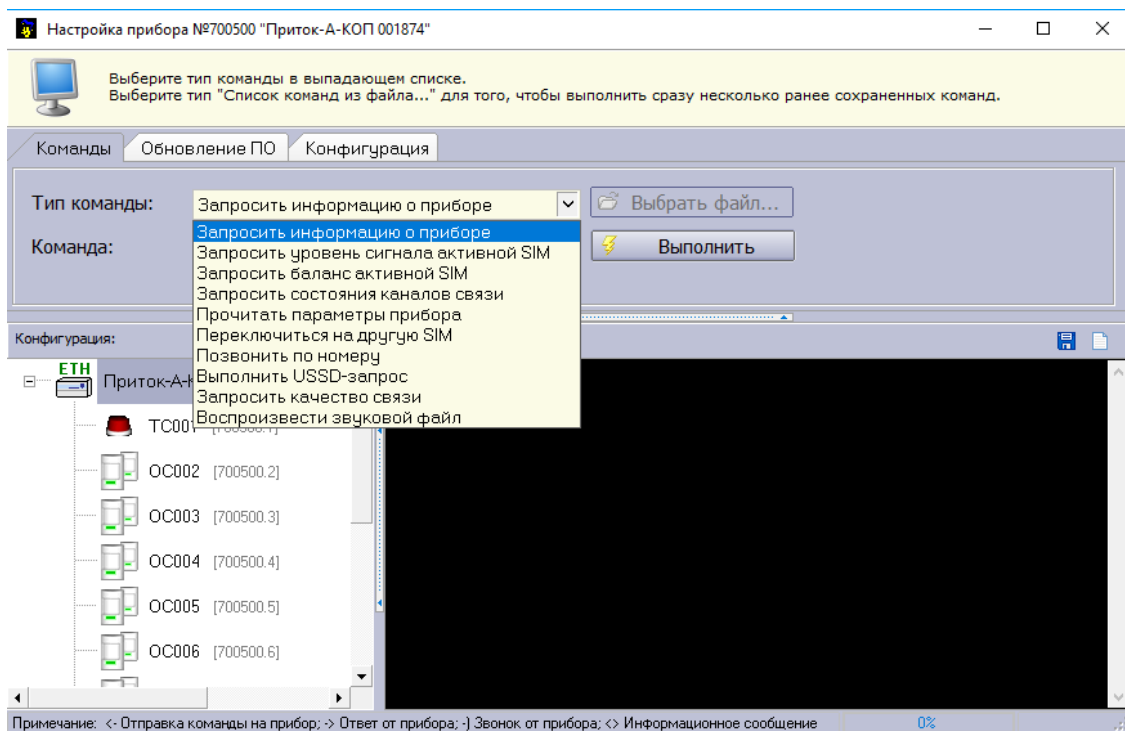 Настройка прибора №700500 "Приток-А-КОП 001874"
Выберите тип команды в выпадающем списке.
Выберите тип "Список команд из файла..." для того, чтобы выполнить сразу несколько ранее сохраненных команд.
Команды Обновление ПО Конфигурация
Тип команды: Запросить информацию о приборе Выбрать файл...
Команда: Выполнить
Запросить информацию о приборе
Запросить уровень сигнала активной SIM
Запросить баланс активной SIM
Запросить состояния каналов связи
Прочитать параметры прибора
Переключиться на другую SIM
Позвонить по номеру
Выполнить USSD-запрос
Запросить качество связи
Воспроизвести звуковой файл
Конфигурация:
ETH
Приток-А-К
ТС001 [700500.1]
ОС002 [700500.2]
ОС003 [700500.3]
ОС004 [700500.4]
ОС005 [700500.5]
ОС006 [700500.6]
Примечание: <- Отправка команды на прибор; -> Ответ от прибора; -) Звонок от прибора; <> Информационное сообщение 0%